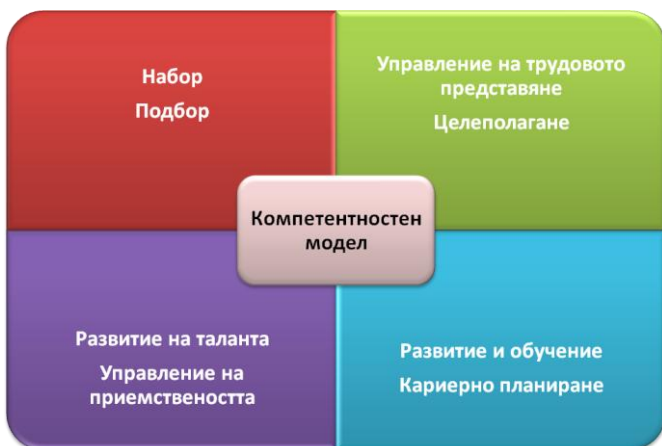 Набор
Подбор
Управление на трудовото
представяне
Целеполагане
Компетентностен
модел
Развитие на таланта
Управление на
приемствеността
Развитие и обучение
Кариерно планиране